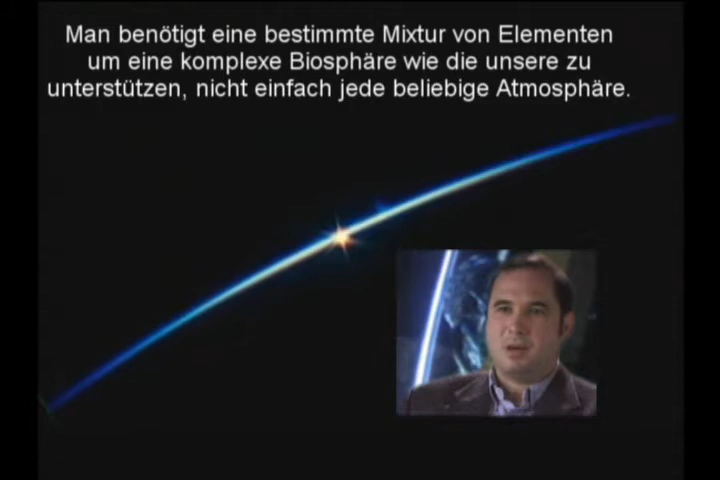 Man benötigt eine bestimmte Mixtur von Elementen
um eine komplexe Biosphäre wie die unsere zu
unterstützen, nicht einfach jede beliebige Atmosphäre.